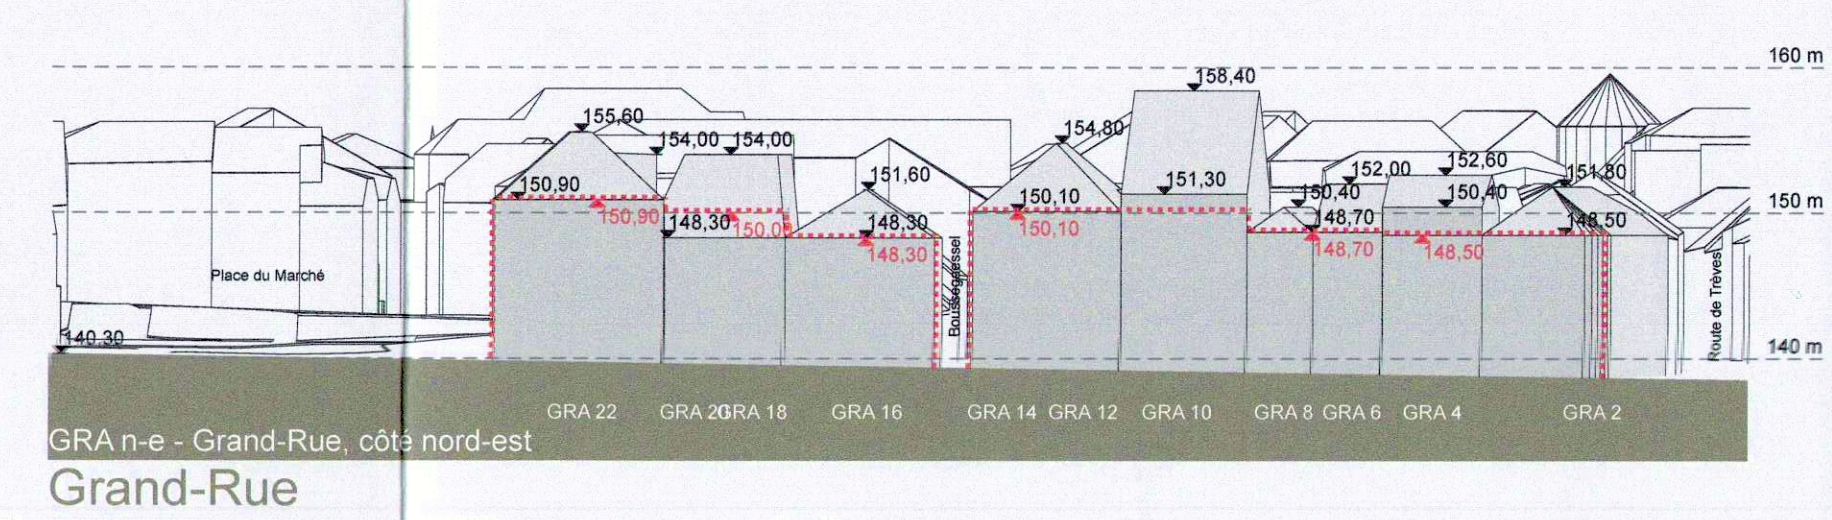 160 m
158,40
155,60
154,80
154,00
154,00
152,60
152,00
151,80
151,60
151,30
150,90
150,40
150,40
150,10
150 m
150,90
150,0
150,10
148,30
148,30
148,70
148,50
148,30
148,70
148,50
Place du Marché
Boussegaessel
Route de Trèves
140,30
140 m
GRA 22
GRA 20
GRA 18
GRA 16
GRA 14
GRA 12
GRA 10
GRA 8
GRA 6
GRA 4
GRA 2
GRA n-e - Grand-Rue, côté nord-est
Grand-Rue